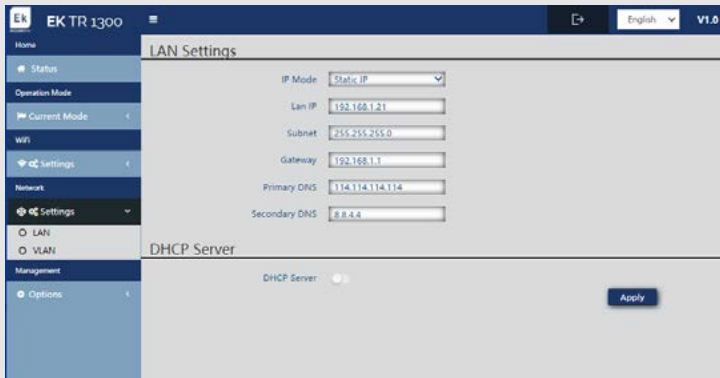 Ek
EK TR 1300
English
V1.0
Home
Status
Operation Mode
Current Mode
WiFi
Settings
Network
Settings
LAN
VLAN
Management
Options
LAN Settings
IP Mode Static IP
Lan IP 192.168.1.21
Subnet 255.255.255.0
Gateway 192.168.1.1
Primary DNS 114.114.114.114
Secondary DNS 8.8.4.4
DHCP Server
DHCP Server
Apply